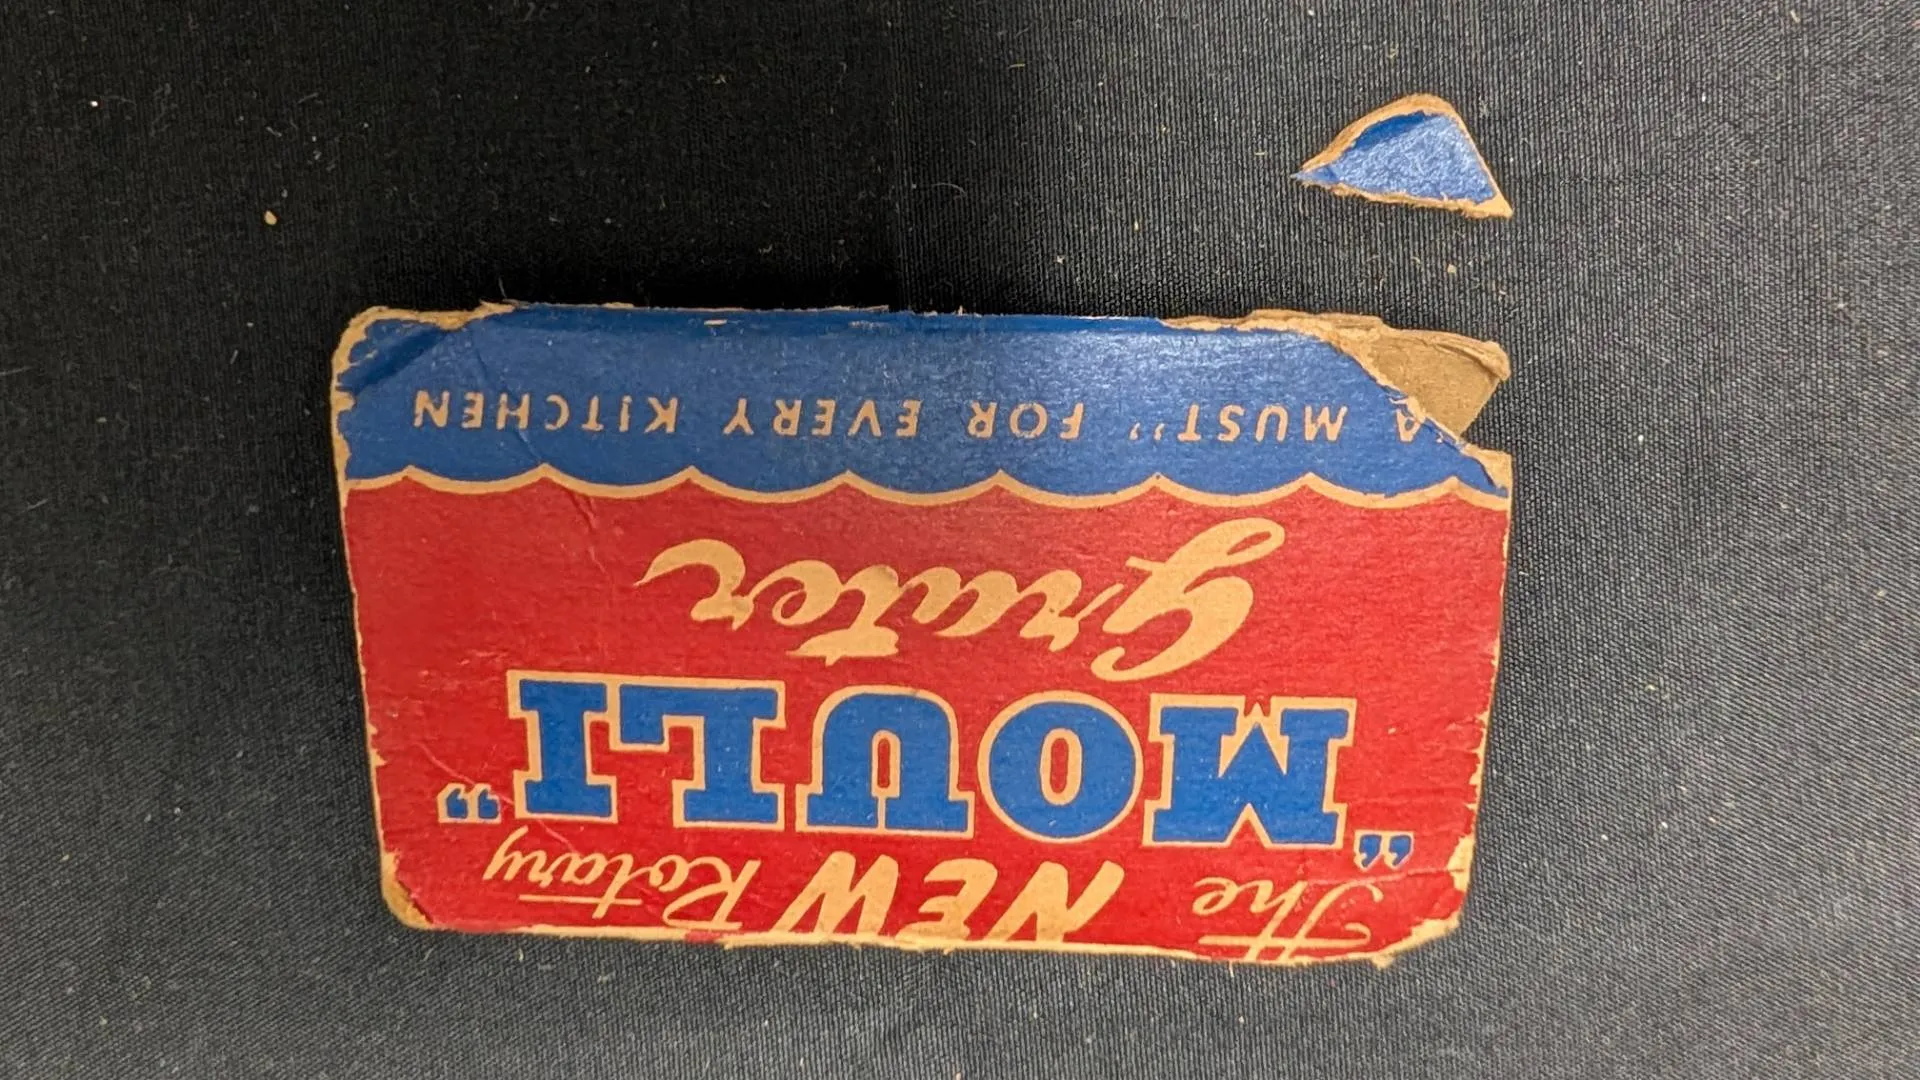 The NEW Rotary
"MOULI"
Grater
"A MUST" FOR EVERY KITCHEN